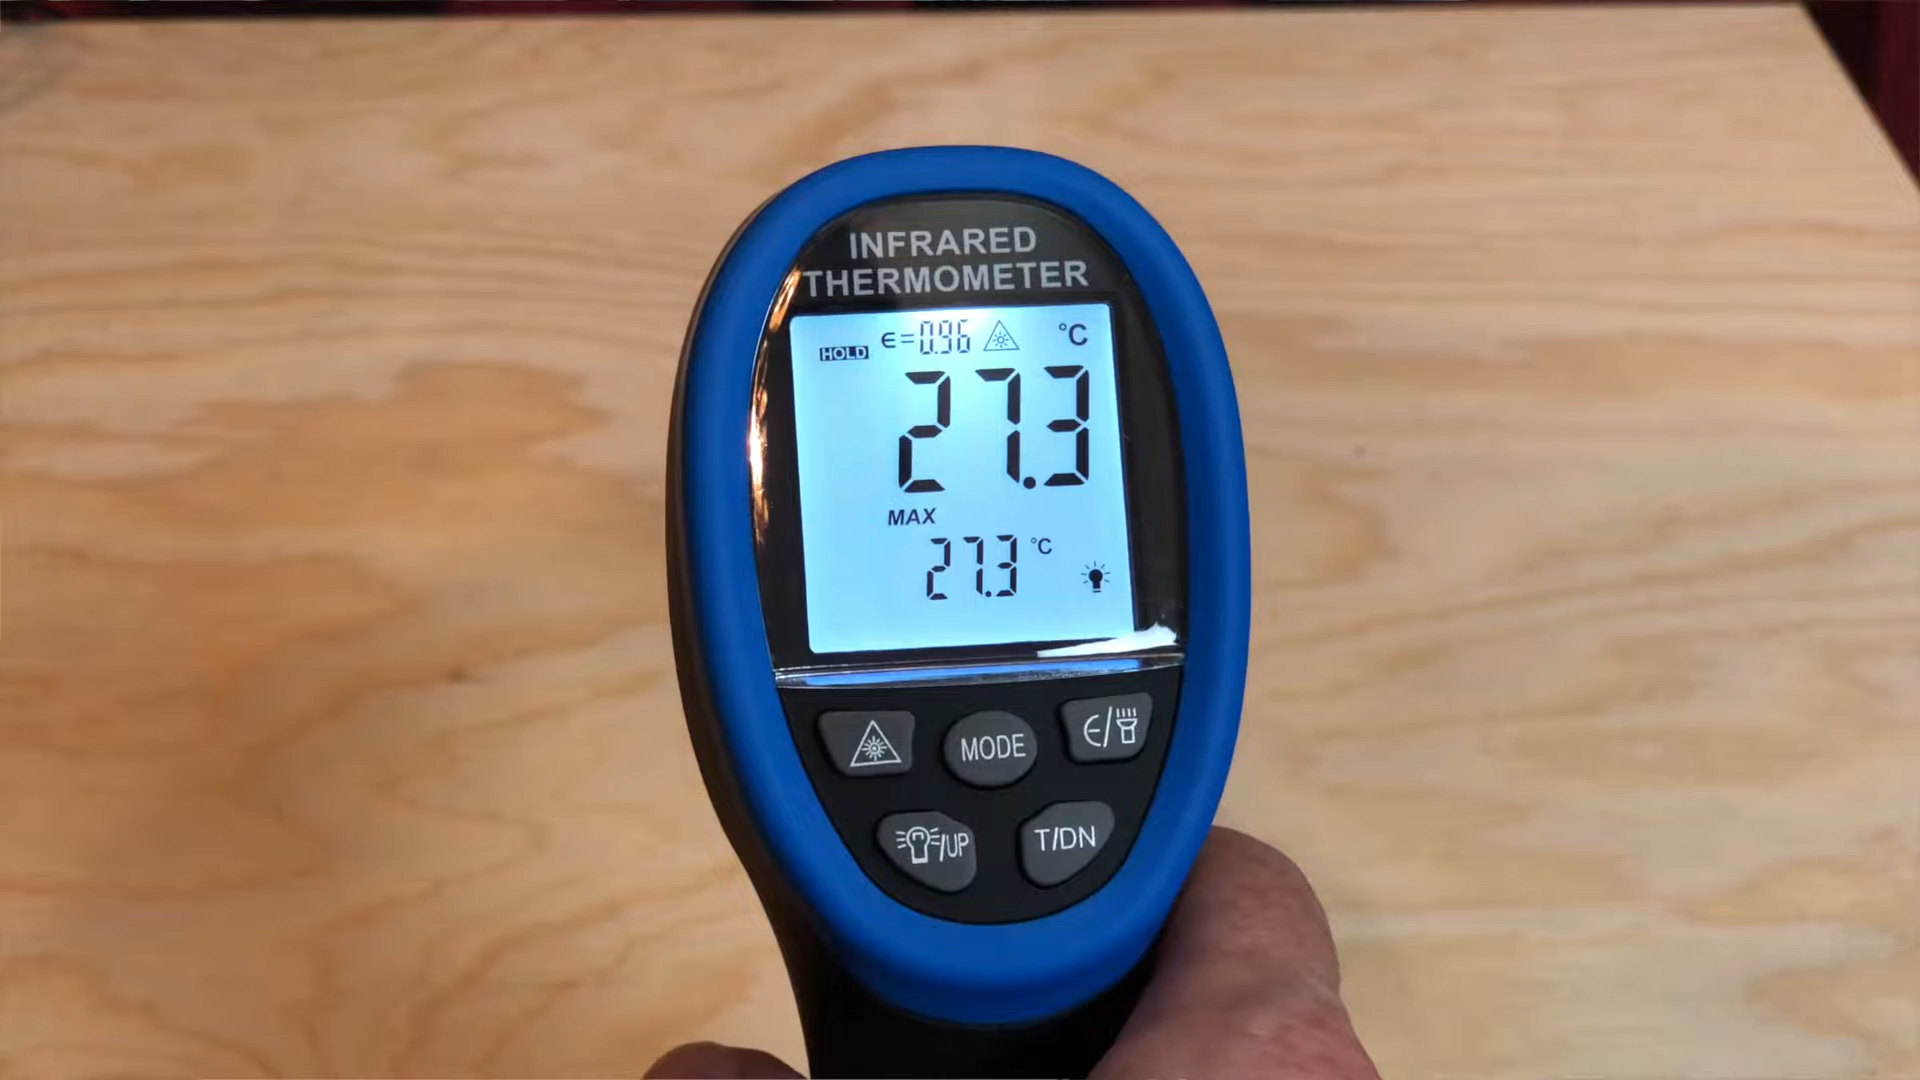 INFRARED
THERMOMETER
HOLD ϵ=0.96 °C
27.3
MAX
27.3 °C
MODE ϵ/
/UP T/DN